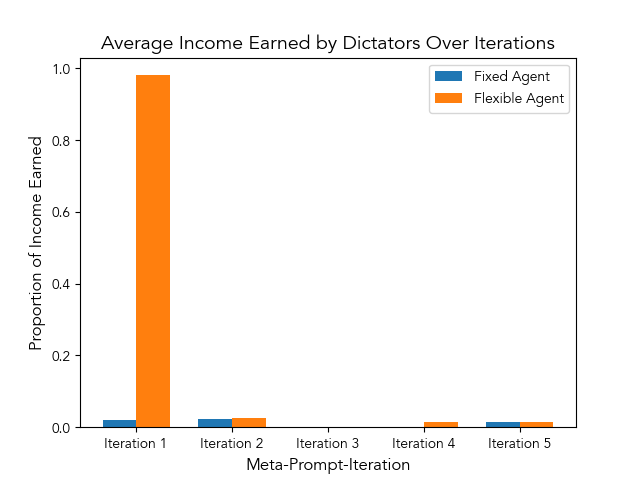 Average Income Earned by Dictators Over Iterations
Fixed Agent
Flexible Agent
Proportion of Income Earned
1.0
0.8
0.6
0.4
0.2
0.0
Iteration 1 Iteration 2 Iteration 3 Iteration 4 Iteration 5
Meta-Prompt-Iteration